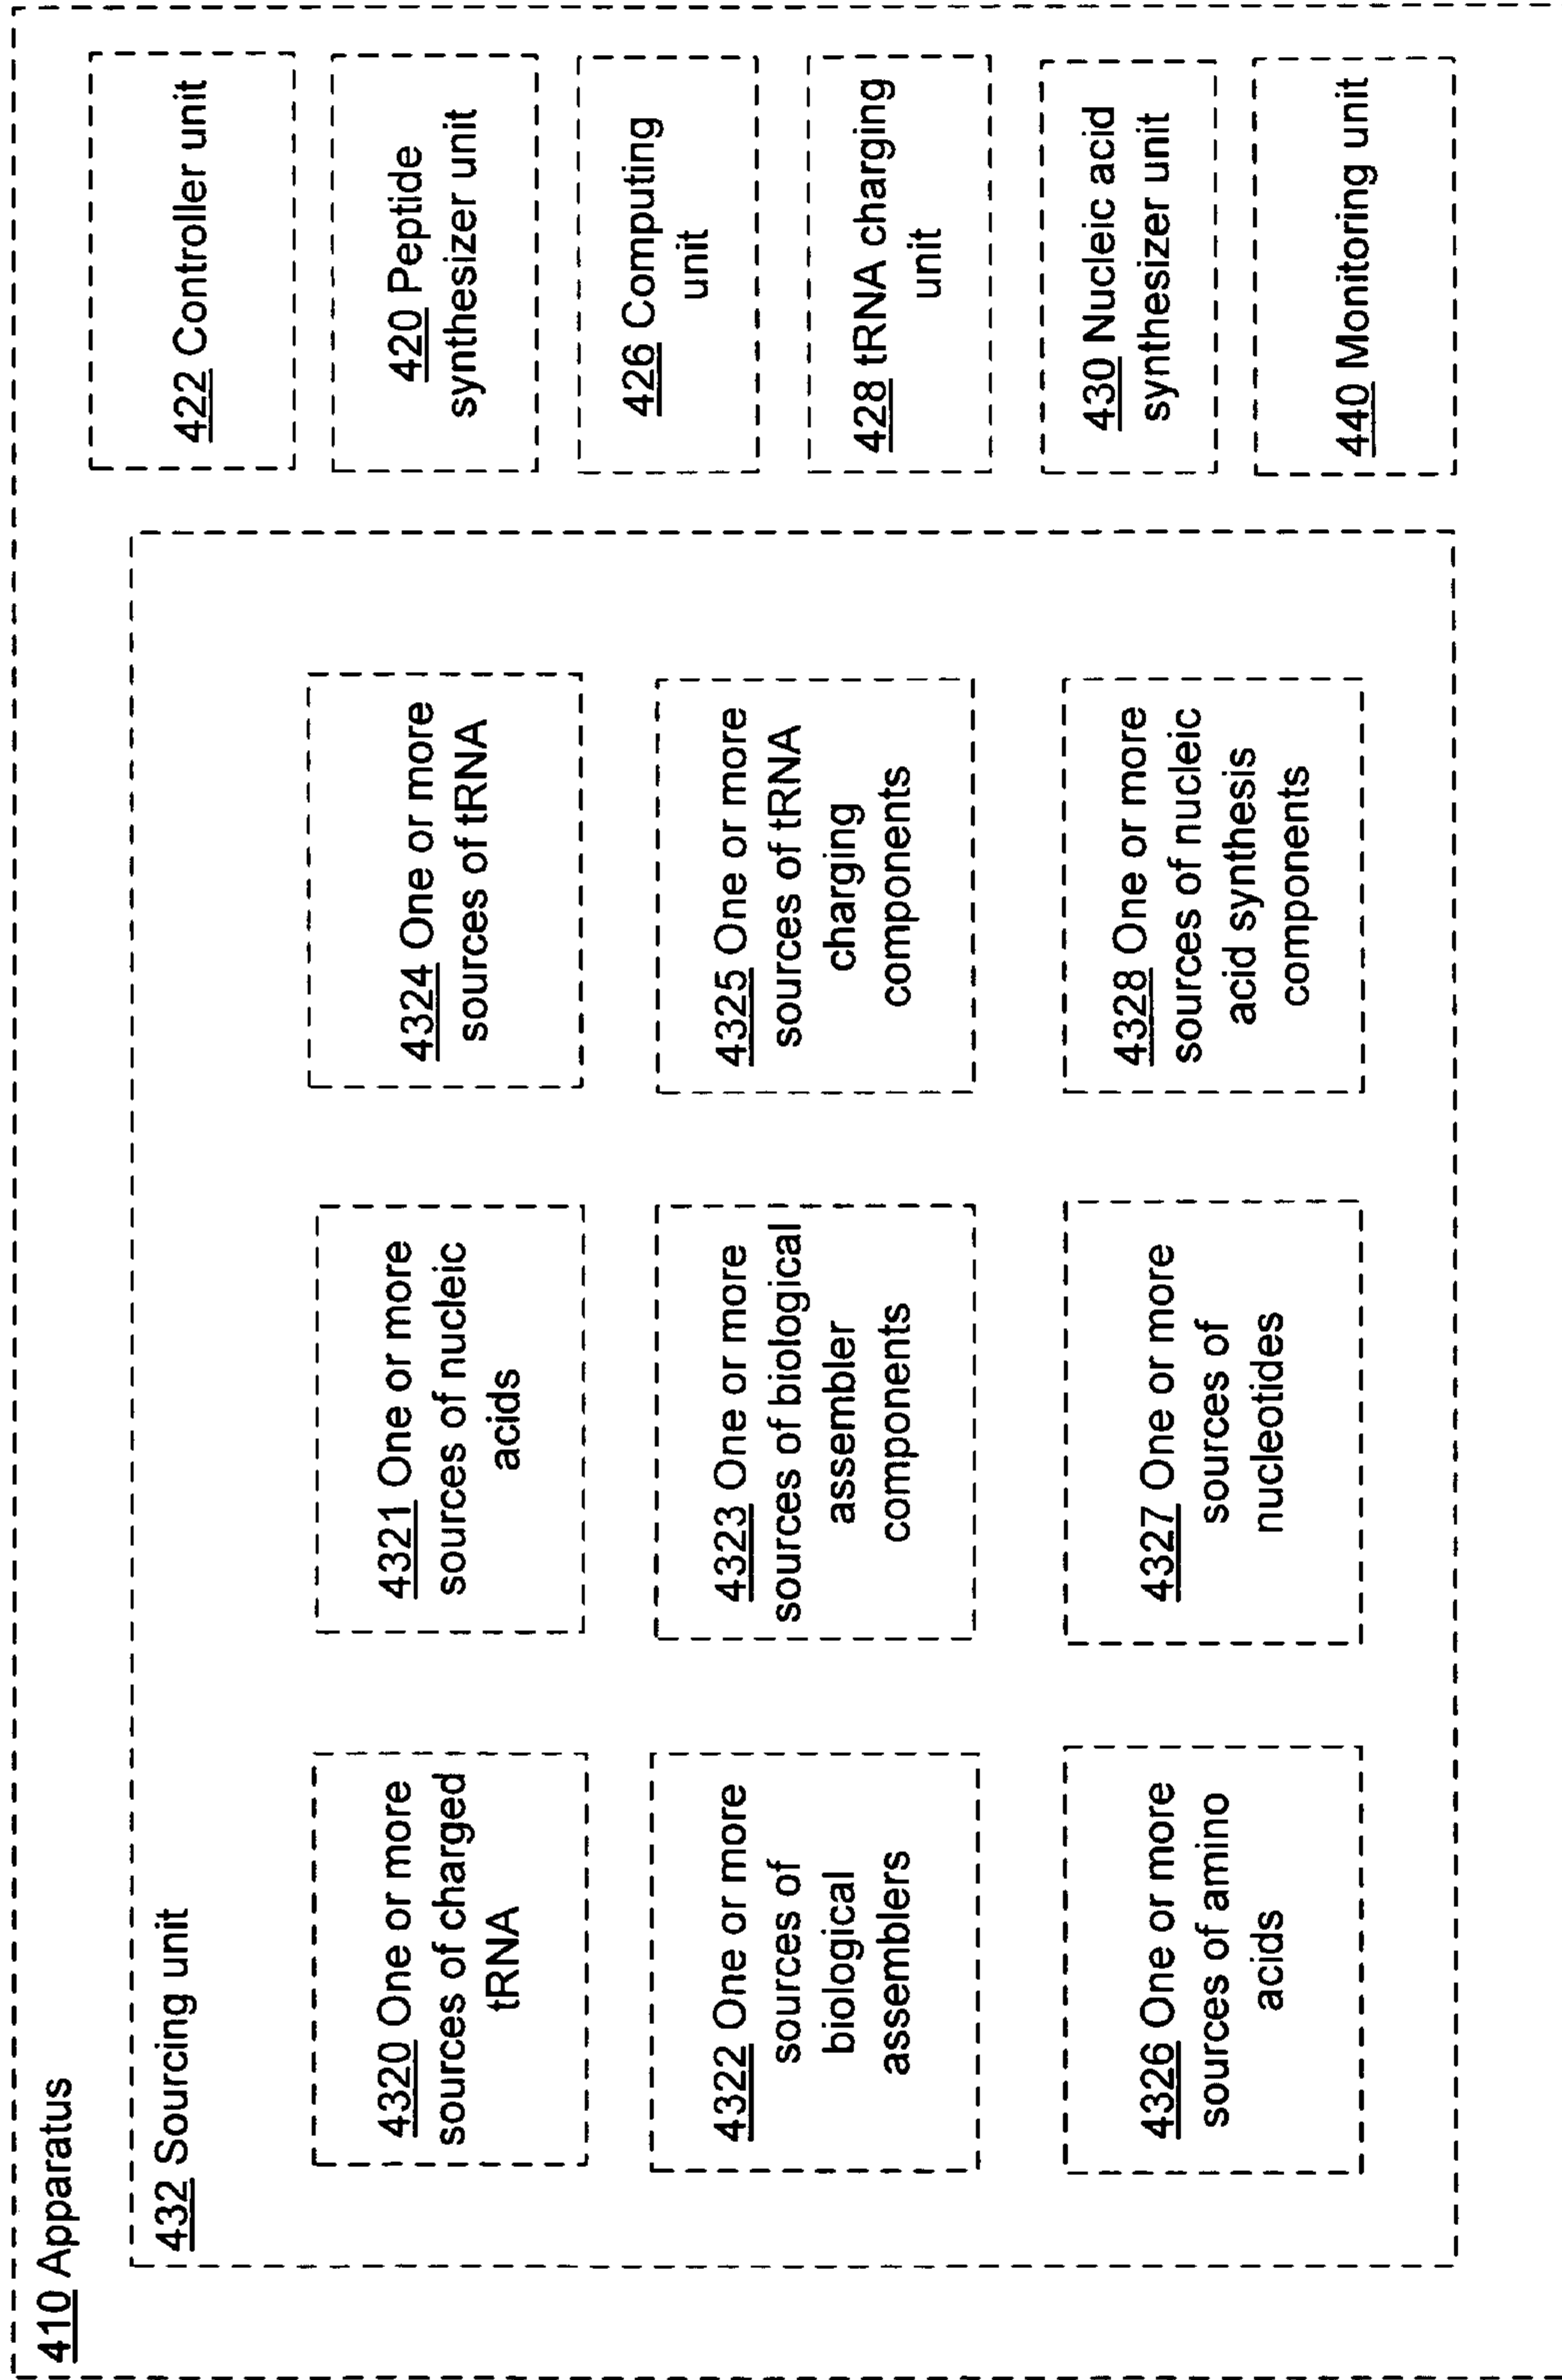 410 Apparatus
432 Sourcing unit
4320 One or more
sources of charged
tRNA
4321 One or more
sources of nucleic
acids
4324 One or more
sources of tRNA
4322 One or more
sources of
biological
assemblers
4323 One or more
sources of biological
assembler
components
4325 One or more
sources of tRNA
charging
components
4326 One or more
sources of amino
acids
4327 One or more
sources of
nucleotides
4328 One or more
sources of nucleic
acid synthesis
components
422 Controller unit
420 Peptide
synthesizer unit
426 Computing
unit
428 tRNA charging
unit
430 Nucleic acid
synthesizer unit
440 Monitoring unit